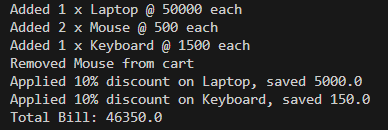 Added 1 x Laptop @ 50000 each
Added 2 x Mouse @ 500 each
Added 1 x Keyboard @ 1500 each
Removed Mouse from cart
Applied 10% discount on Laptop, saved 5000.0
Applied 10% discount on Keyboard, saved 150.0
Total Bill: 46350.0